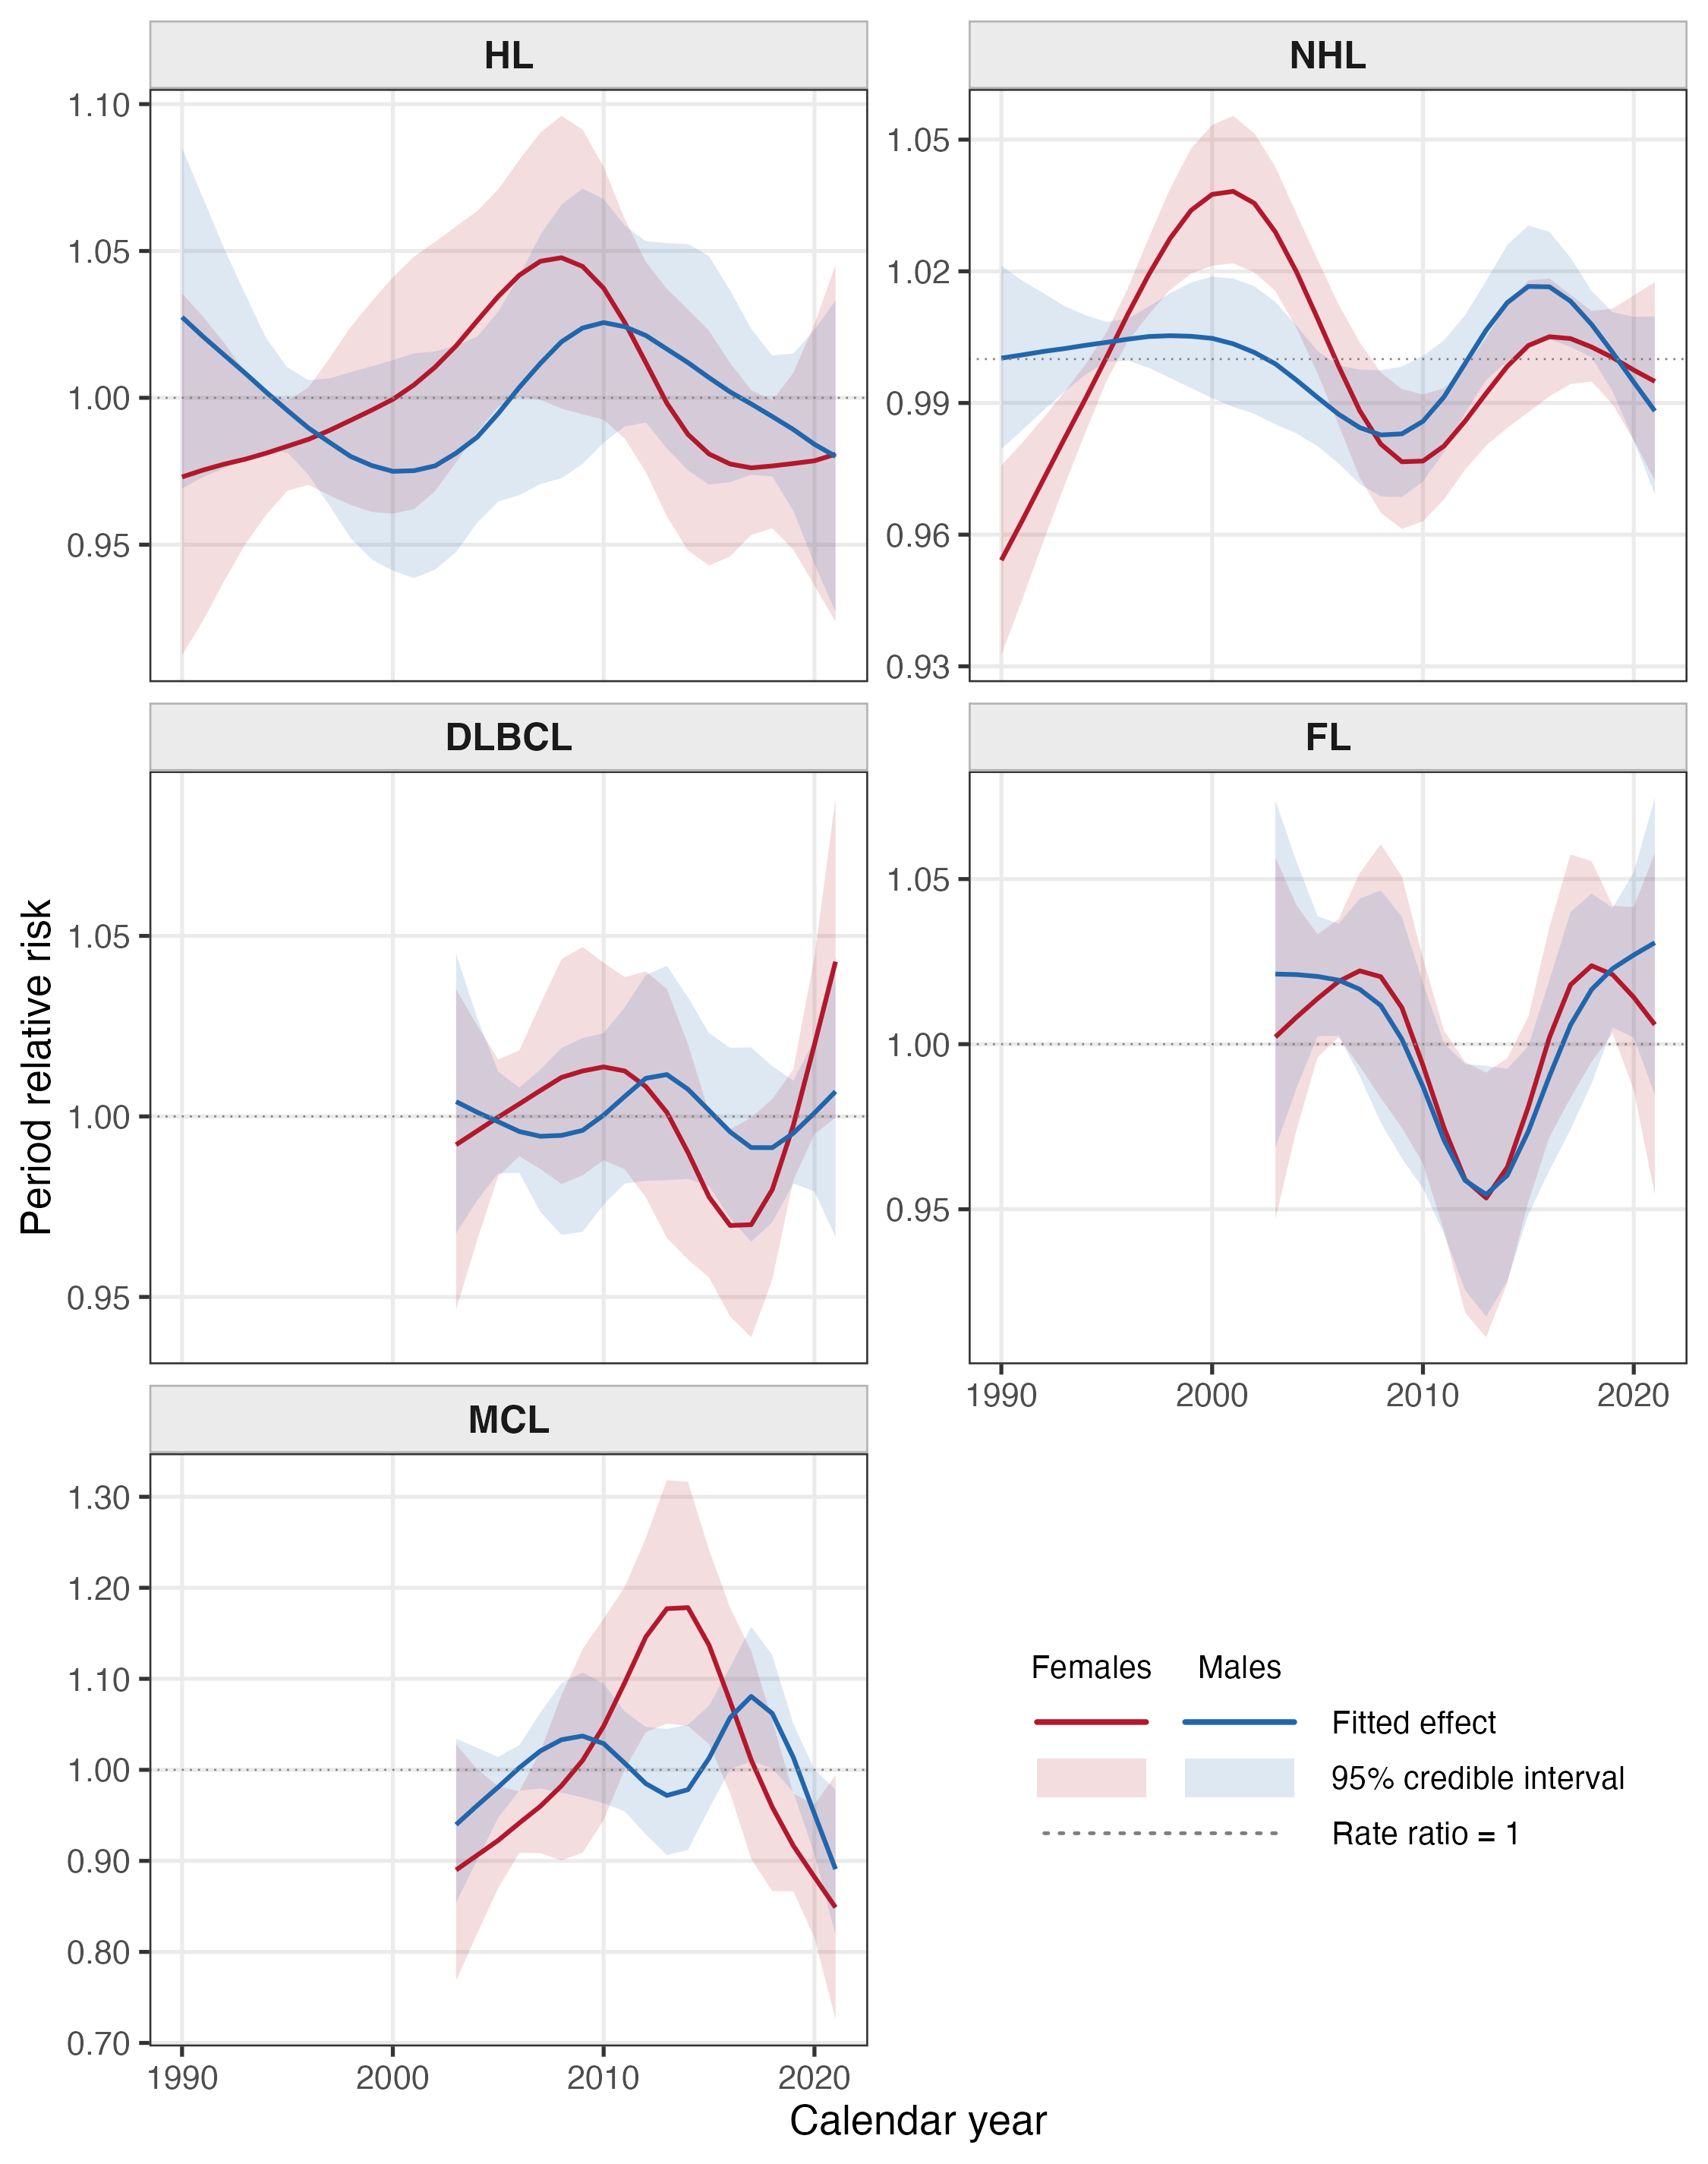 HL
NHL
1.10
1.05
1.00
0.95
1.05
1.02
0.99
0.96
0.93
DLBCL
FL
Period relative risk
1.05
1.00
0.95
1.05
1.00
0.95
1990 2000 2010 2020
MCL
1.30
1.20
1.10
1.00
0.90
0.80
0.70
1990 2000 2010 2020
Calendar year
Females Males
Fitted effect
95% credible interval
Rate ratio = 1